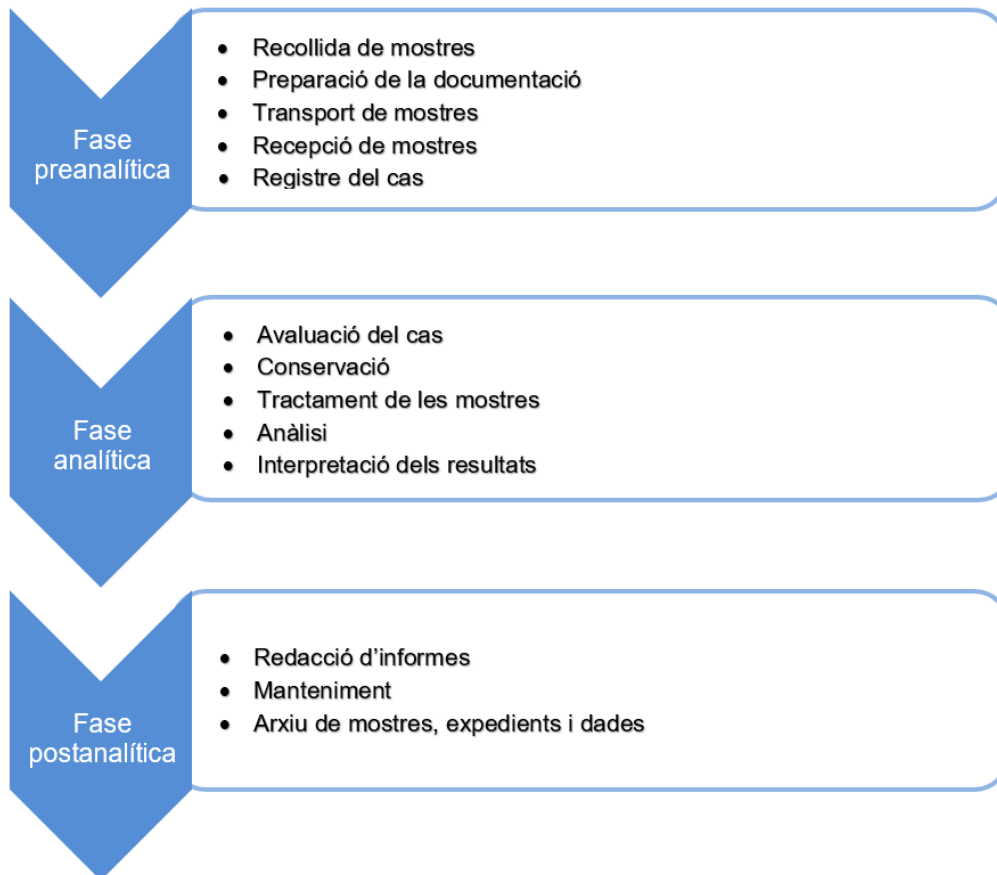 Fase
preanalítica
• Recollida de mostres
• Preparació de la documentació
• Transport de mostres
• Recepció de mostres
• Registre del cas
Fase
analítica
• Avaluació del cas
• Conservació
• Tractament de les mostres
• Anàlisi
• Interpretació dels resultats
Fase
postanalítica
• Redacció d’informes
• Manteniment
• Arxiu de mostres, expedients i dades